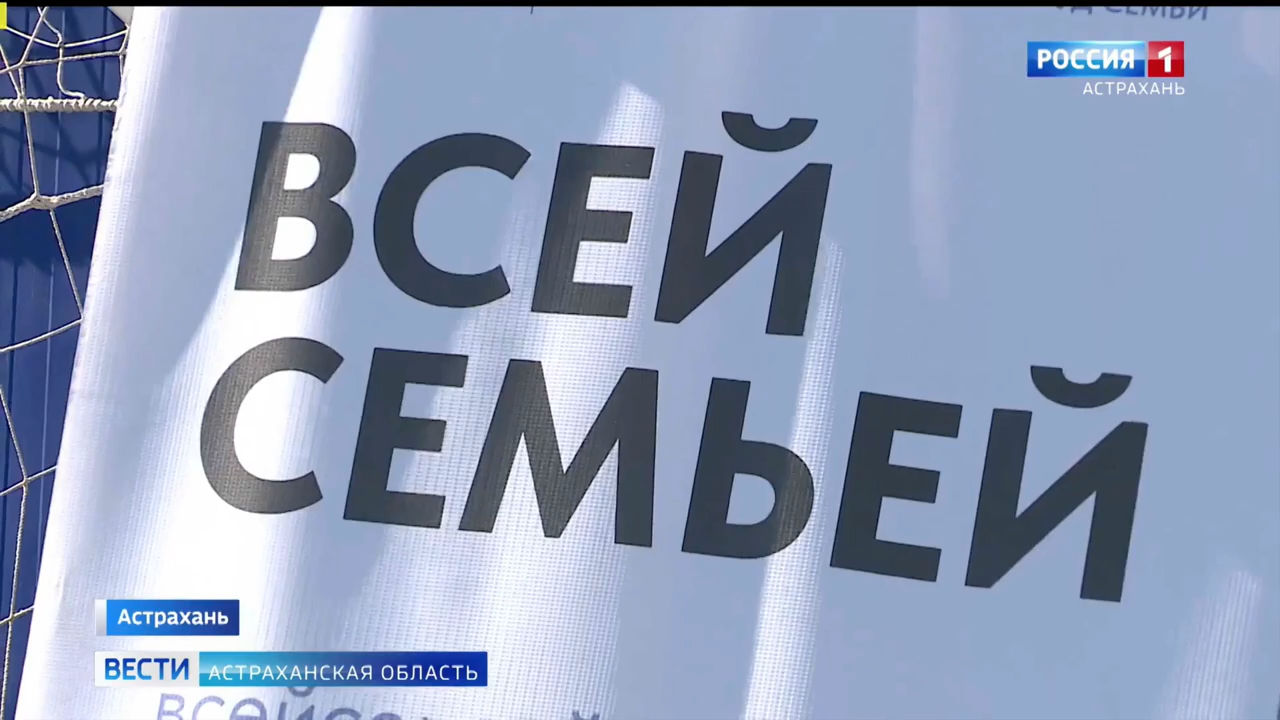 РОССИЯ 1
АСТРАХАНЬ
ВСЕЙ
СЕМЬЕЙ
Астрахань
ВЕСТИ АСТРАХАНСКАЯ ОБЛАСТЬ